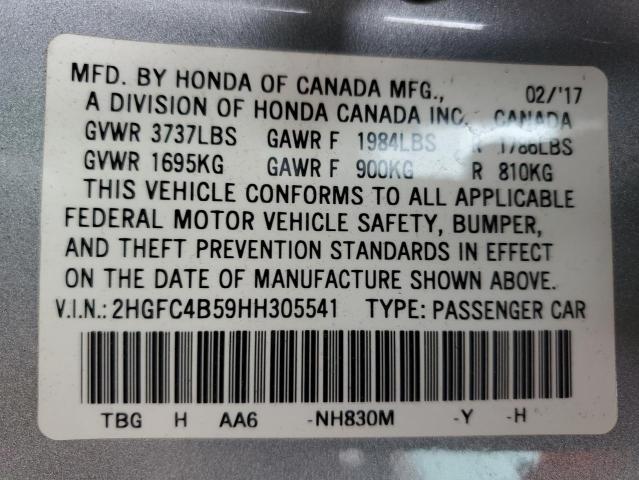 MFD. BY HONDA OF CANADA MFG., 02/'17
A DIVISION OF HONDA CANADA INC. CANADA
GVWR 3737LBS GAWR F 1984LBS R 1786LBS
GVWR 1695KG GAWR F 900KG R 810KG
THIS VEHICLE CONFORMS TO ALL APPLICABLE
FEDERAL MOTOR VEHICLE SAFETY, BUMPER,
AND THEFT PREVENTION STANDARDS IN EFFECT
ON THE DATE OF MANUFACTURE SHOWN ABOVE.
V.I.N.: 2HGFC4B59HH305541 TYPE: PASSENGER CAR
TBG H AA6 -NH830M -Y -H